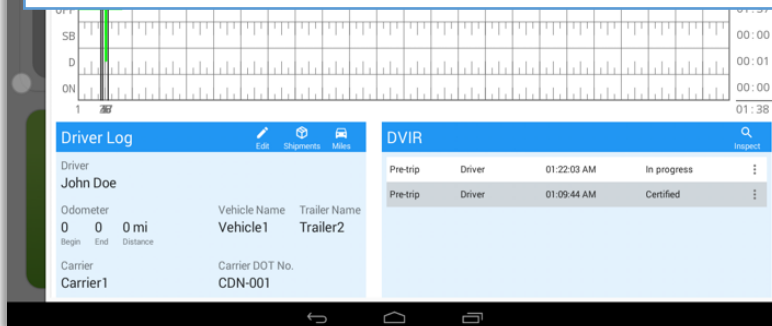 OFF 01:37
SB 00:00
D 00:01
ON 00:00
1
01:38
Driver Log Edit Shipments Miles
DVIR Inspect
Driver
John Doe
Odometer Vehicle Name Trailer Name
0 0 0 mi Vehicle1 Trailer2
Begin End Distance
Carrier Carrier DOT No.
Carrier1 CDN-001
Pre-trip Driver 01:22:03 AM In progress
Pre-trip Driver 01:09:44 AM Certified